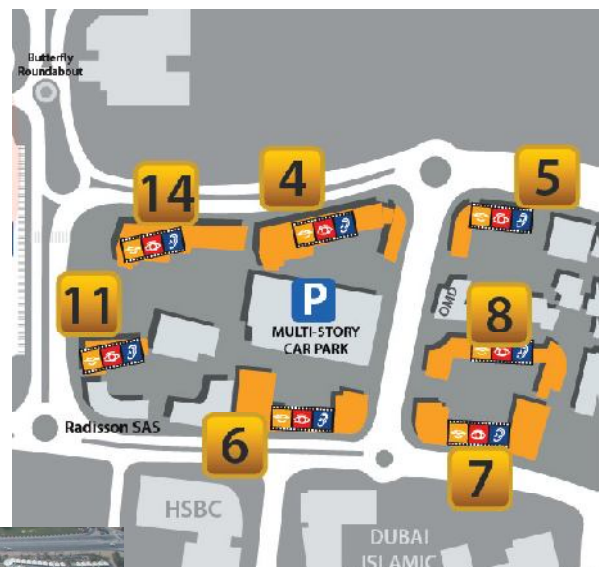 Butterfly
Roundabout
14
4
5
11
P
MULTI-STORY
CAR PARK
OMD
8
Radisson SAS
6
7
HSBC
DUBAI
ISLAMIC